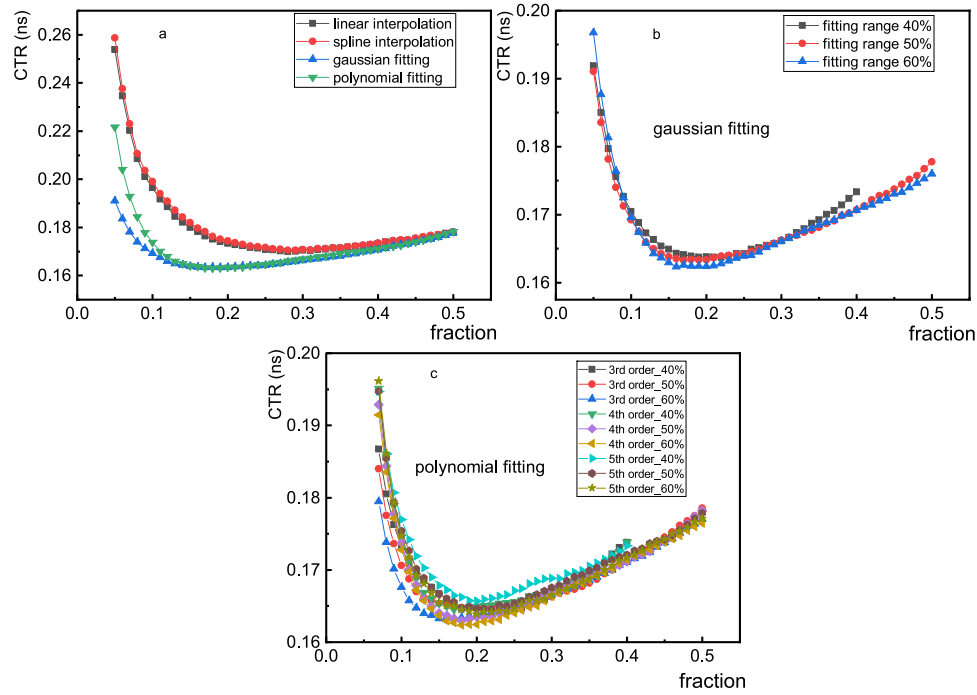 a
linear interpolation
spline interpolation
gaussian fitting
polynomial fitting
CTR (ns)
0.26
0.24
0.22
0.20
0.18
0.16
0.0
0.1
0.2
0.3
0.4
0.5
fraction
b
fitting range 40%
fitting range 50%
fitting range 60%
gaussian fitting
CTR (ns)
0.20
0.19
0.18
0.17
0.16
0.0
0.1
0.2
0.3
0.4
0.5
fraction
c
3rd order_40%
3rd order_50%
3rd order_60%
4th order_40%
4th order_50%
4th order_60%
5th order_40%
5th order_50%
5th order_60%
polynomial fitting
CTR (ns)
0.20
0.19
0.18
0.17
0.16
0.0
0.1
0.2
0.3
0.4
0.5
fraction